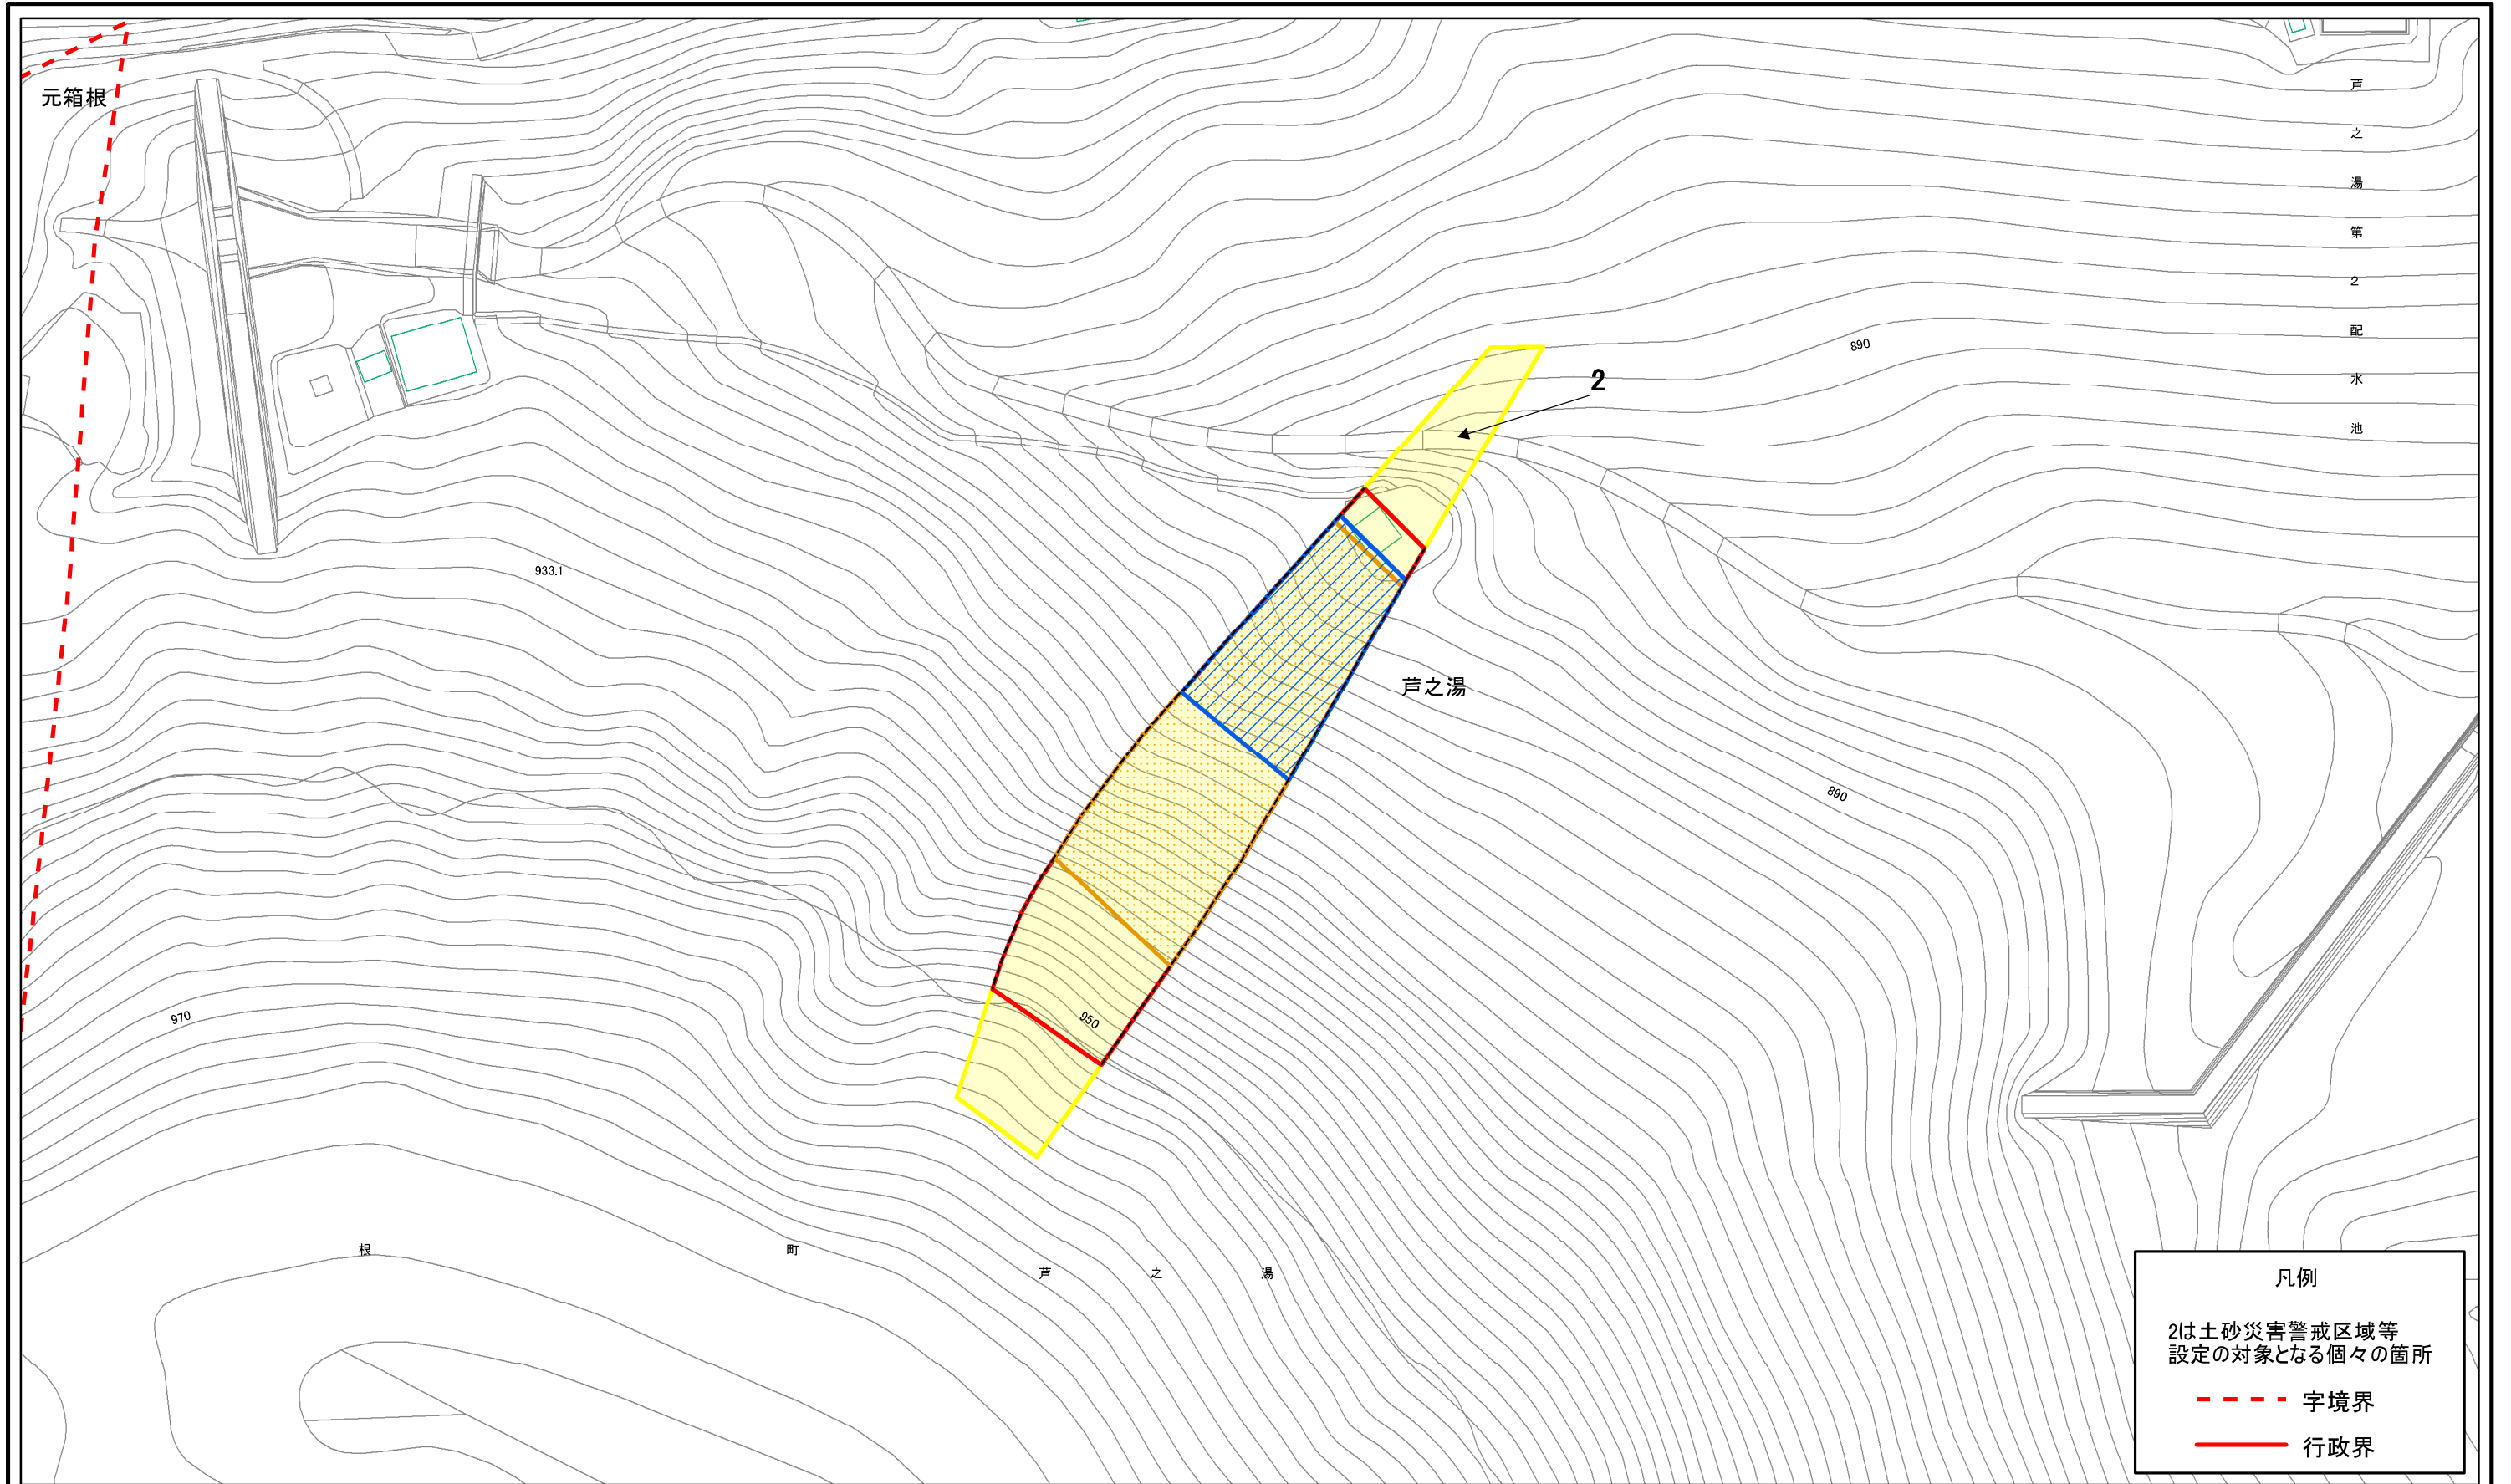 元箱根
芦之湯第2配水池
890
2
933.1
芦之湯
890
950
970
根町芦之湯
凡例
2は土砂災害警戒区域等
設定の対象となる個々の箇所
字境界
行政界